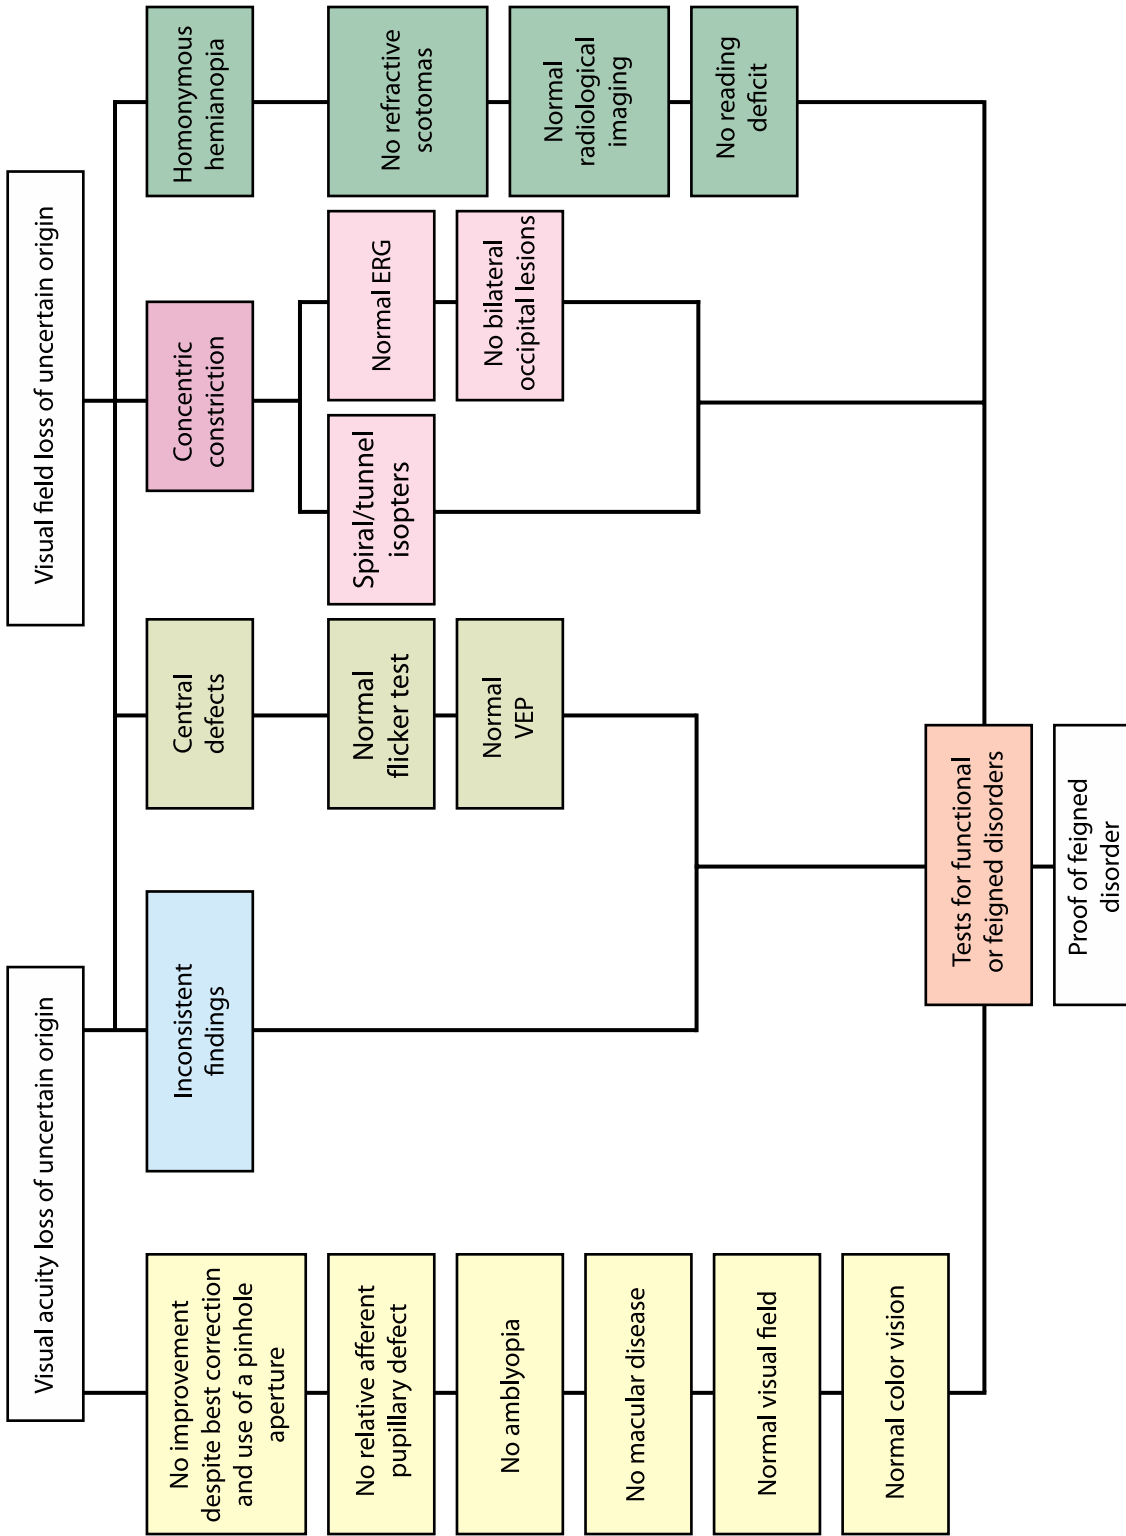 Visual acuity loss of uncertain origin
Visual field loss of uncertain origin
No improvement
despite best correction
and use of a pinhole
aperture
No relative afferent
pupillary defect
No amblyopia
No macular disease
Normal visual field
Normal color vision
Inconsistent
findings
Central
defects
Normal
flicker test
Normal
VEP
Concentric
constriction
Spiral/tunnel
isopters
Normal ERG
No bilateral
occipital lesions
Homonymous
hemianopia
No refractive
scotomas
Normal
radiological
imaging
No reading
deficit
Tests for functional
or feigned disorders
Proof of feigned
disorder